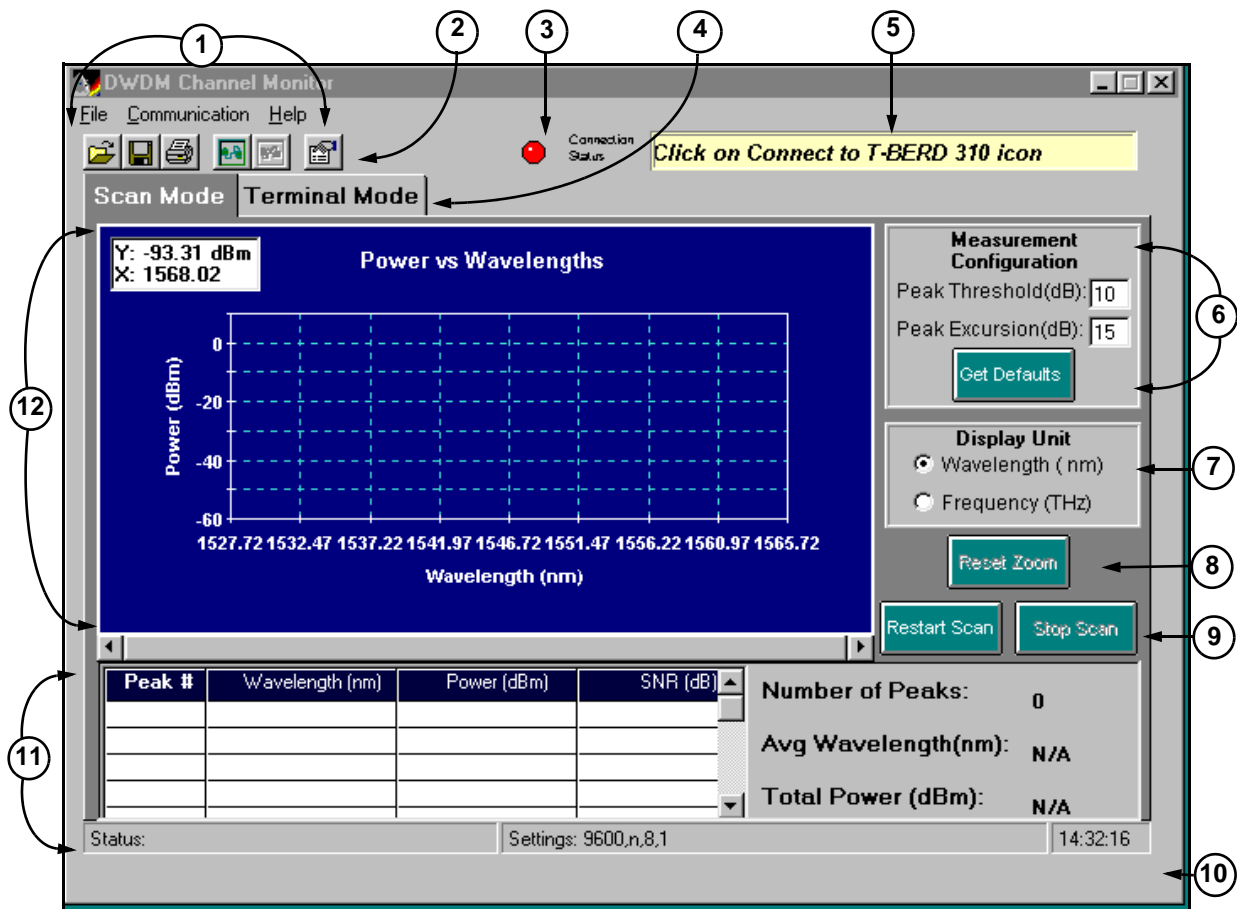 1
2
3
4
5
DWDM Channel Monitor
File Communication Help
Connection
Status
Click on Connect to T-BERD 310 icon
Scan Mode Terminal Mode
Y: -93.31 dBm
X: 1568.02
Power vs Wavelengths
0
-20
-40
-60
Power (dBm)
1527.72 1532.47 1537.22 1541.97 1546.72 1551.47 1556.22 1560.97 1565.72
Wavelength (nm)
Measurement
Configuration
Peak Threshold(dB): 10
Peak Excursion(dB): 15
Get Defaults
6
12
Display Unit
Wavelength ( nm)
Frequency (THz)
7
Reset Zoom
8
Restart Scan Stop Scan
9
Peak # Wavelength (nm) Power (dBm) SNR (dB)
Number of Peaks: 0
Avg Wavelength(nm): N/A
Total Power (dBm): N/A
11
Status: Settings: 9600,n,8,1 14:32:16
10